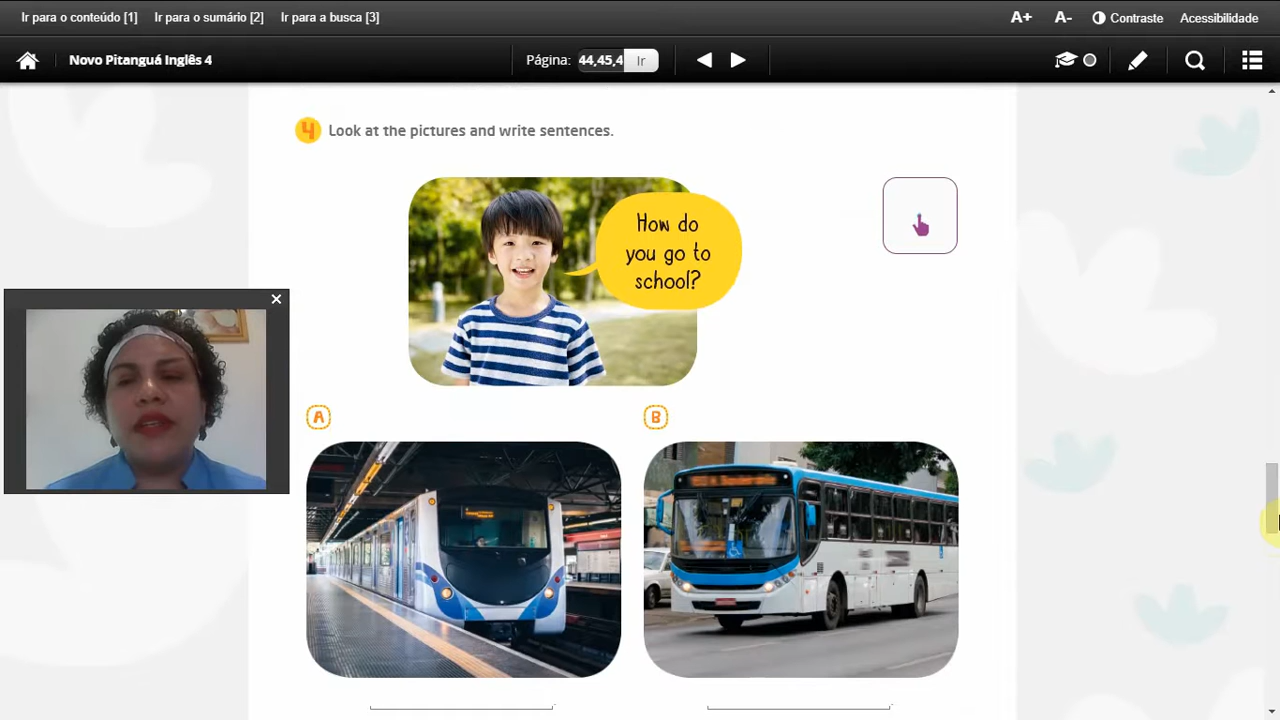 Ir para o conteúdo [1] Ir para o sumário [2] Ir para a busca [3] A+ A- Contraste Acessibilidade
Novo Pitanguá Inglês 4 Página: 44,45,4 Ir
4 Look at the pictures and write sentences.
How do
you go to
school?
A B